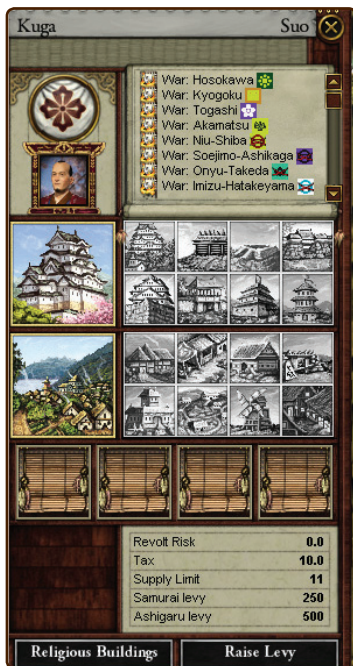 Kuga Suo
War: Hosokawa
War: Kyogoku
War: Togashi
War: Akamatsu
War: Niu-Shiba
War: Soejimo-Ashikaga
War: Onyu-Takeda
War: Imizu-Hatakeyama
Revolt Risk 0.0
Tax 10.0
Supply Limit 11
Samurai levy 250
Ashigaru levy 500
Religious Buildings Raise Levy